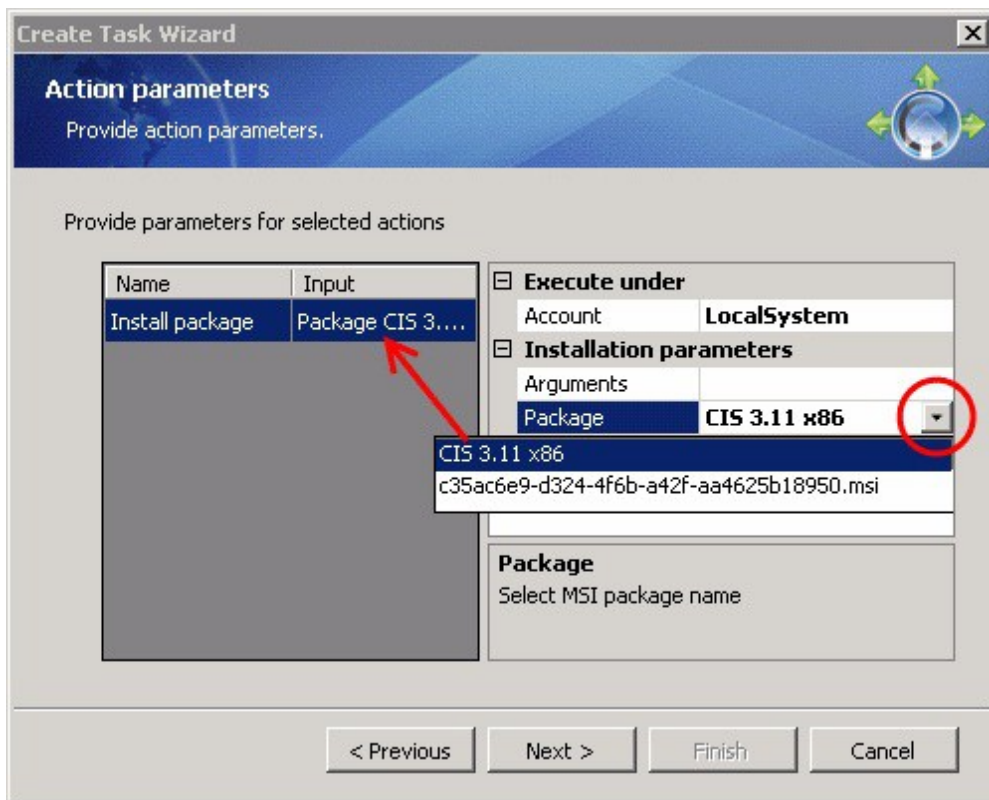 Create Task Wizard
Action parameters
Provide action parameters.
Provide parameters for selected actions
Name Input
Install package Package CIS 3....
Execute under
Account LocalSystem
Installation parameters
Arguments
Package CIS 3.11 x86
CIS 3.11 x86
c35ac6e9-d324-4f6b-a42f-aa4625b18950.msi
Package
Select MSI package name
< Previous Next > Finish Cancel